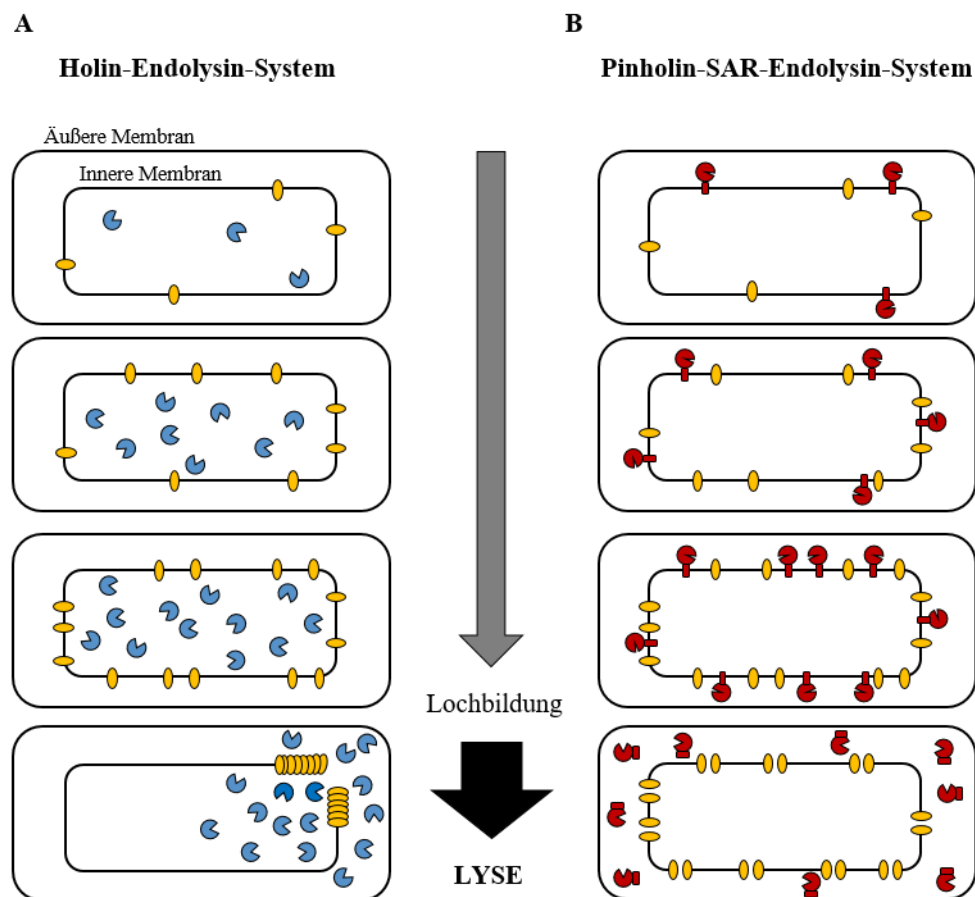 A
Holin-Endolysin-System
Äußere Membran
Innere Membran
Lochbildung
LYSE
B
Pinholin-SAR-Endolysin-System